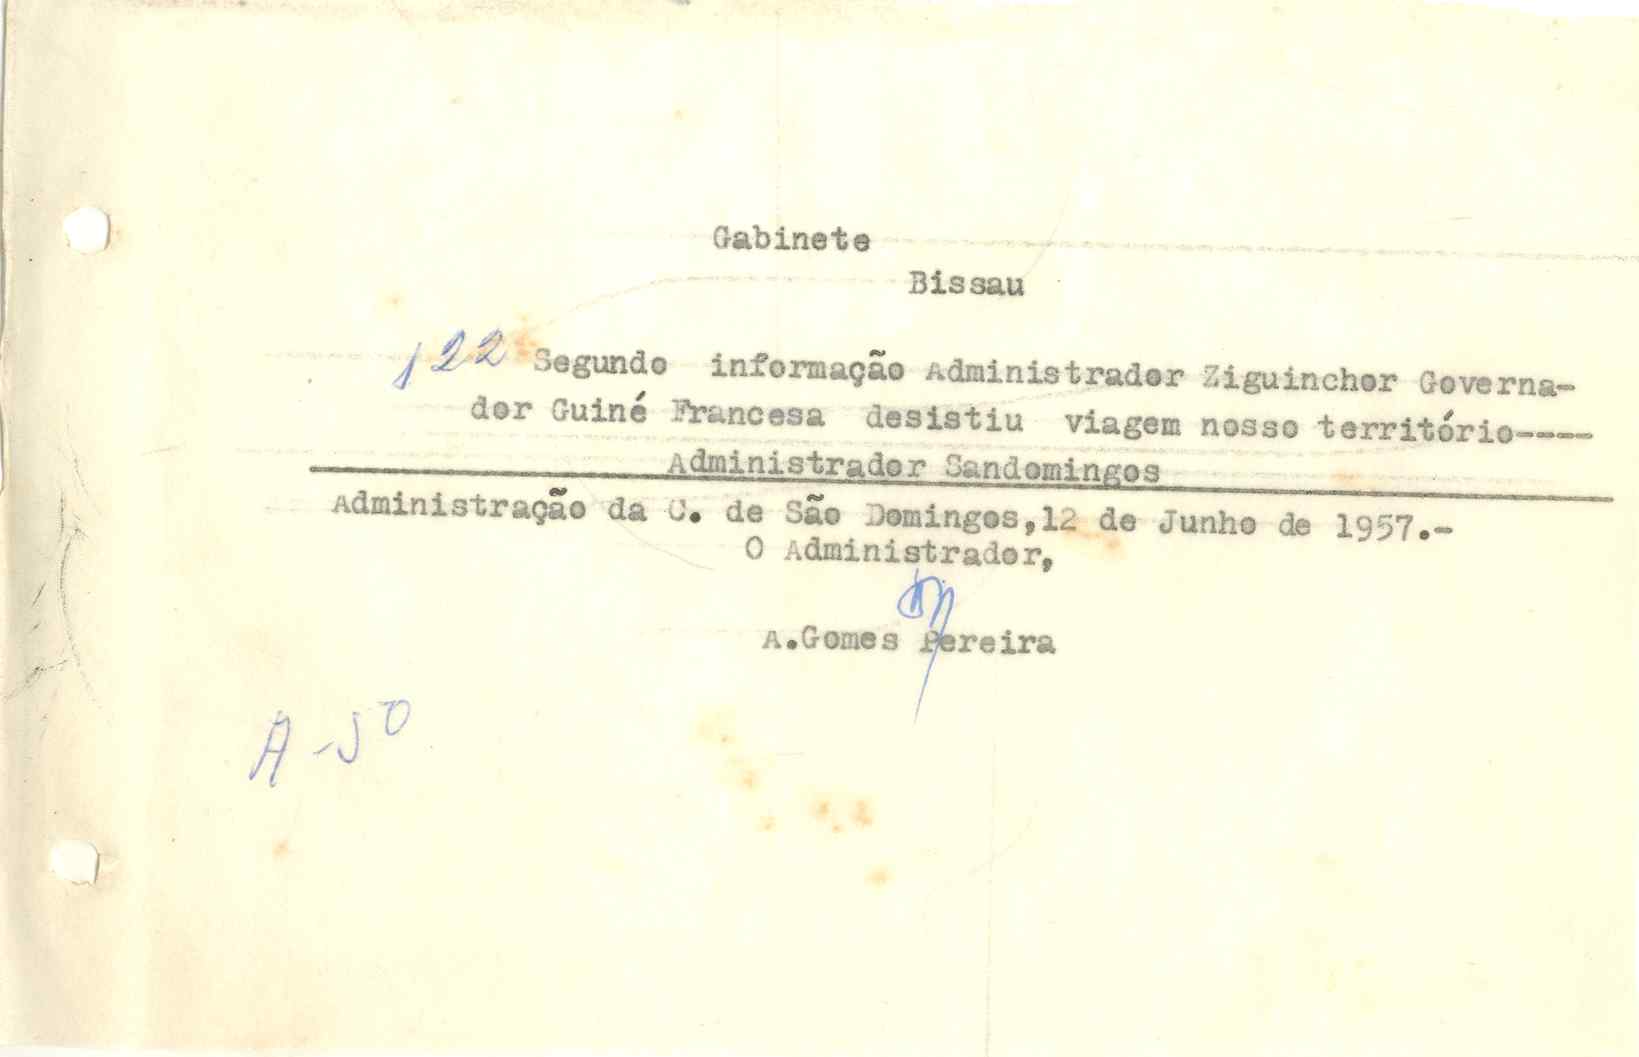 Gabinete
Bissau
122 Segundo informação Administrador Ziguinchor Governa-
dor Guiné Francesa desistiu viagem nosso território----
Administrador Sandomingos
Administração da C. de São Domingos,12 de Junho de 1957.-
O Administrador,
A.Gomes Pereira
A-50